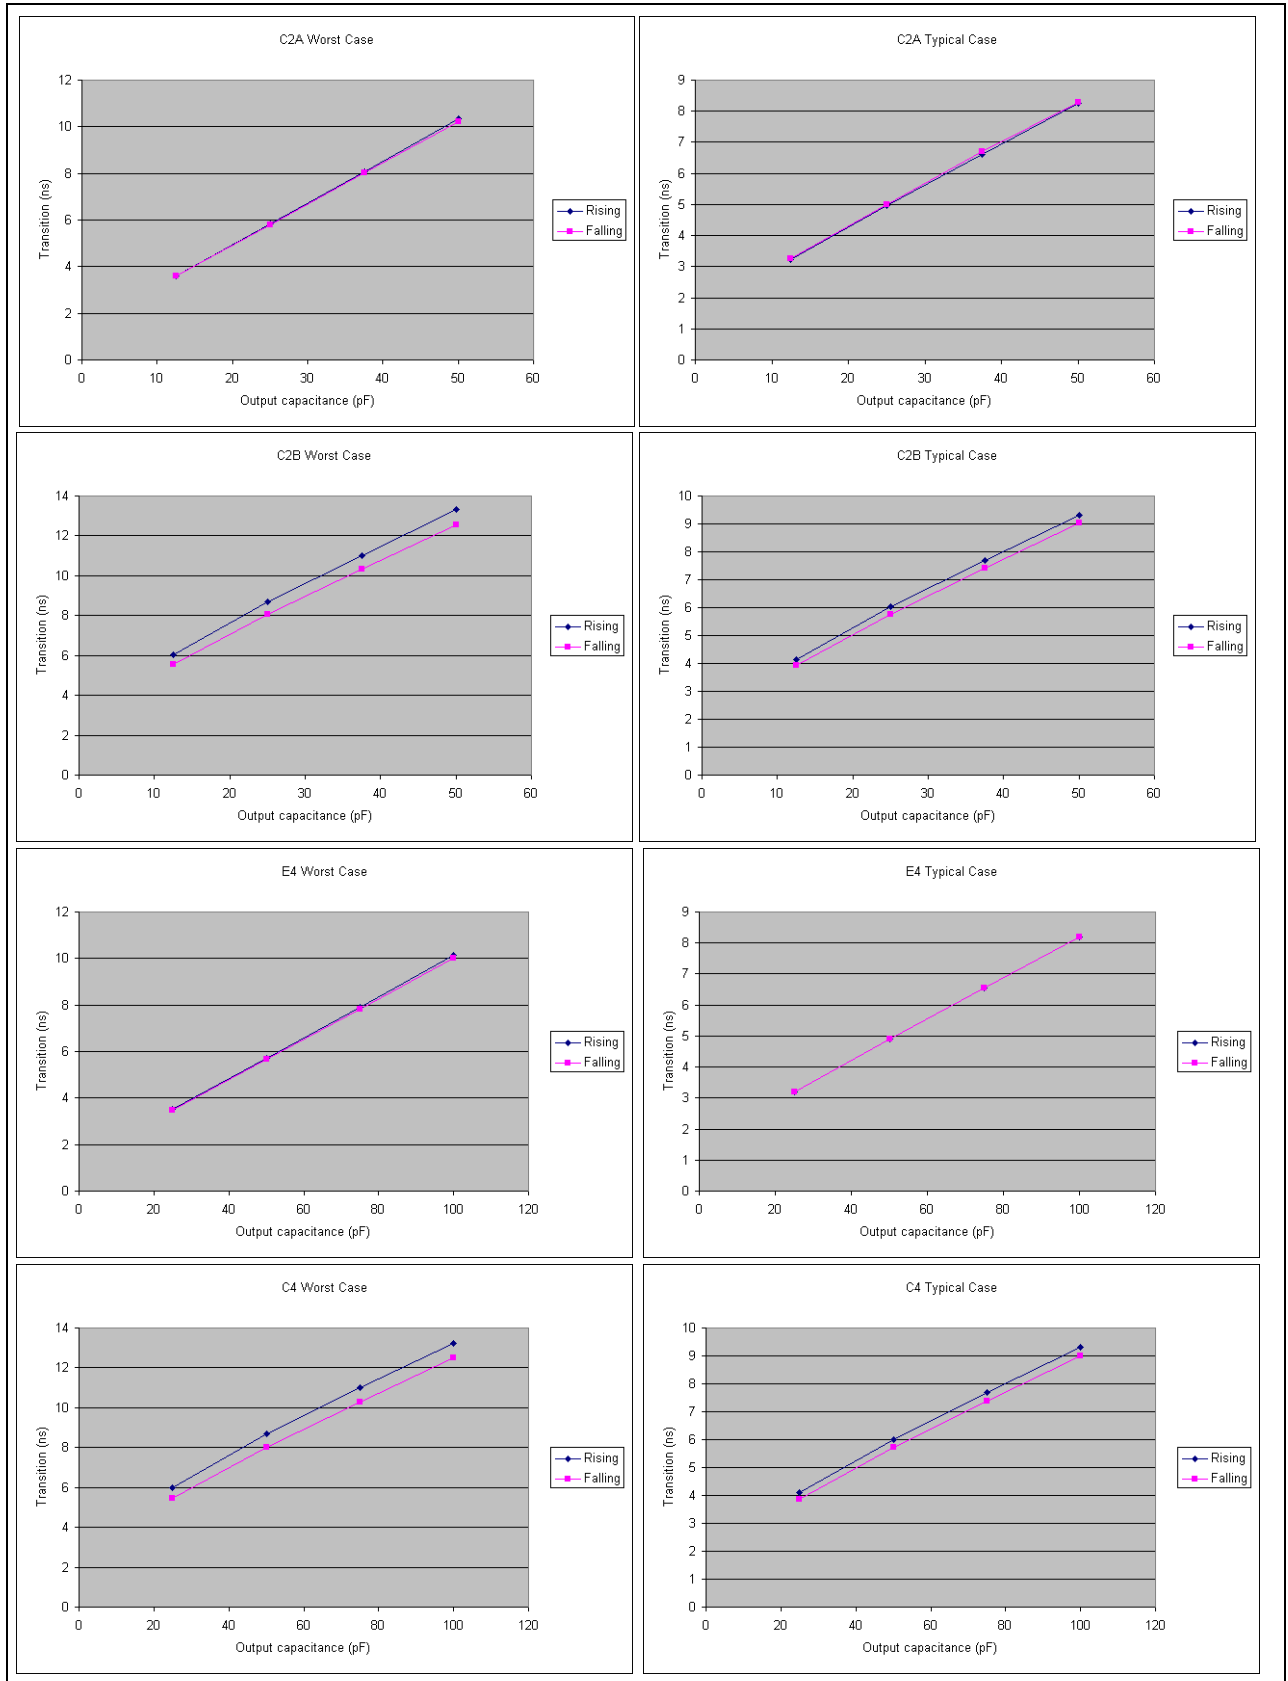 C2A Worst Case
12
10
8
6
4
2
0
Transition (ns)
0 10 20 30 40 50 60
Output capacitance (pF)
Rising
Falling
C2A Typical Case
9
8
7
6
5
4
3
2
1
0
Transition (ns)
0 10 20 30 40 50 60
Output capacitance (pF)
Rising
Falling
C2B Worst Case
14
12
10
8
6
4
2
0
Transition (ns)
0 10 20 30 40 50 60
Output capacitance (pF)
Rising
Falling
C2B Typical Case
10
9
8
7
6
5
4
3
2
1
0
Transition (ns)
0 10 20 30 40 50 60
Output capacitance (pF)
Rising
Falling
E4 Worst Case
12
10
8
6
4
2
0
Transition (ns)
0 20 40 60 80 100 120
Output capacitance (pF)
Rising
Falling
E4 Typical Case
9
8
7
6
5
4
3
2
1
0
Transition (ns)
0 20 40 60 80 100 120
Output capacitance (pF)
Rising
Falling
C4 Worst Case
14
12
10
8
6
4
2
0
Transition (ns)
0 20 40 60 80 100 120
Output capacitance (pF)
Rising
Falling
C4 Typical Case
10
9
8
7
6
5
4
3
2
1
0
Transition (ns)
0 20 40 60 80 100 120
Output capacitance (pF)
Rising
Falling